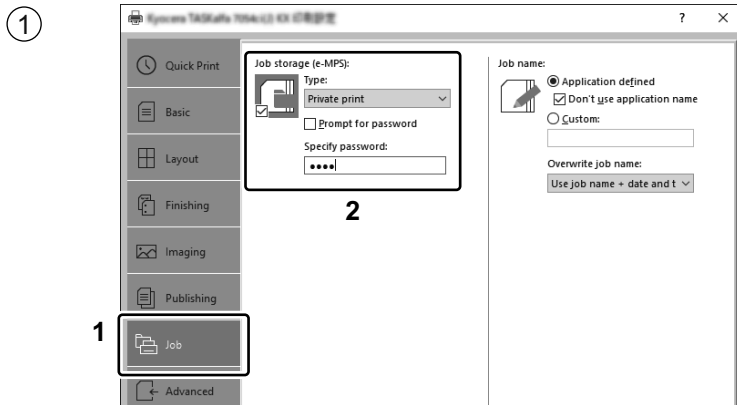 1
? ×
Quick Print
Basic
Layout
Finishing
Imaging
Publishing
1
Job
Advanced
Job storage (e-MPS):
Type:
Private print
Prompt for password
Specify password:
••••
2
Job name:
Application defined
Don't use application name
Custom:
Overwrite job name:
Use job name + date and t